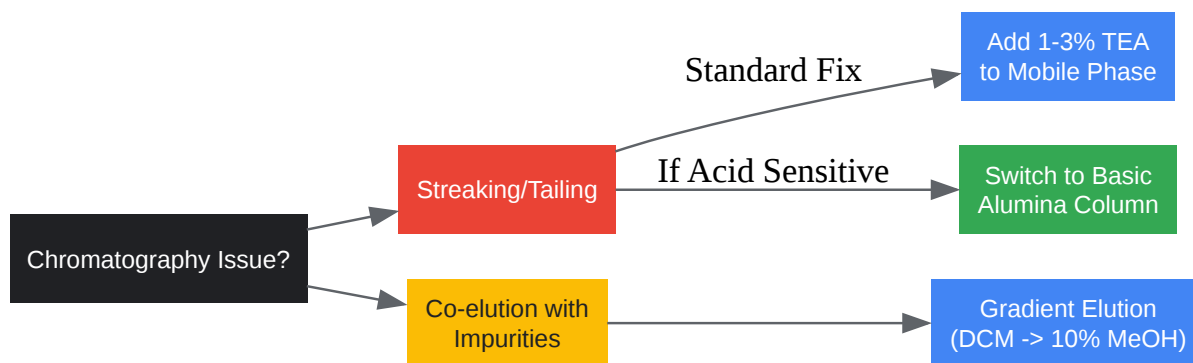 Chromatography Issue?
Streaking/Tailing
Co-elution with
Impurities
Standard Fix
If Acid Sensitive
Add 1-3% TEA
to Mobile Phase
Switch to Basic
Alumina Column
Gradient Elution
(DCM -> 10% MeOH)